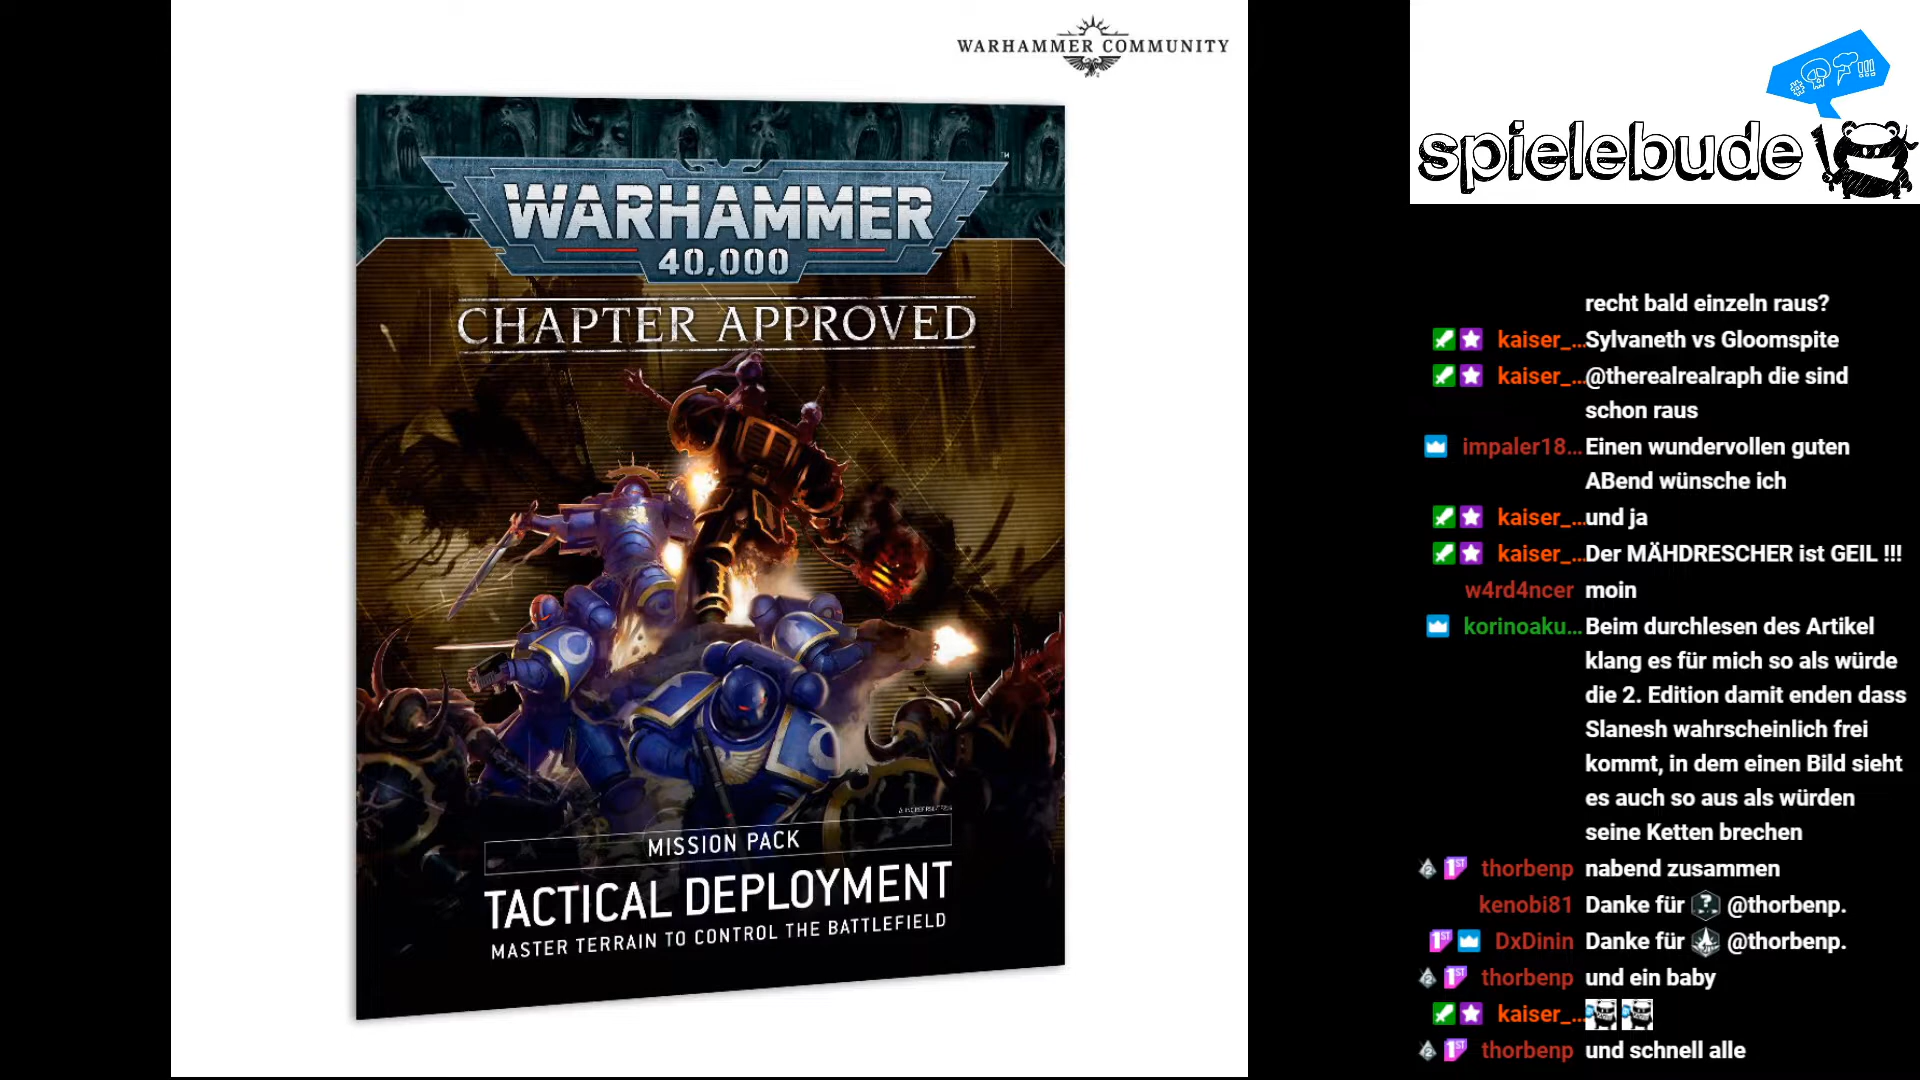 WARHAMMER COMMUNITY
WARHAMMER
40,000
CHAPTER APPROVED
MISSION PACK
TACTICAL DEPLOYMENT
MASTER TERRAIN TO CONTROL THE BATTLEFIELD
spielebude
recht bald einzeln raus?
kaiser_...Sylvaneth vs Gloomspite
kaiser_...@therealrealraph die sind
schon raus
impaler18...Einen wundervollen guten
ABend wünsche ich
kaiser_...und ja
kaiser_...Der MÄHDRESCHER ist GEIL !!!
w4rd4ncer moin
korinoaku...Beim durchlesen des Artikel
klang es für mich so als würde
die 2. Edition damit enden dass
Slanesh wahrscheinlich frei
kommt, in dem einen Bild sieht
es auch so aus als würden
seine Ketten brechen
thorbenp nabend zusammen
kenobi81 Danke für @thorbenp.
DxDinin Danke für @thorbenp.
thorbenp und ein baby
kaiser_...
thorbenp und schnell alle